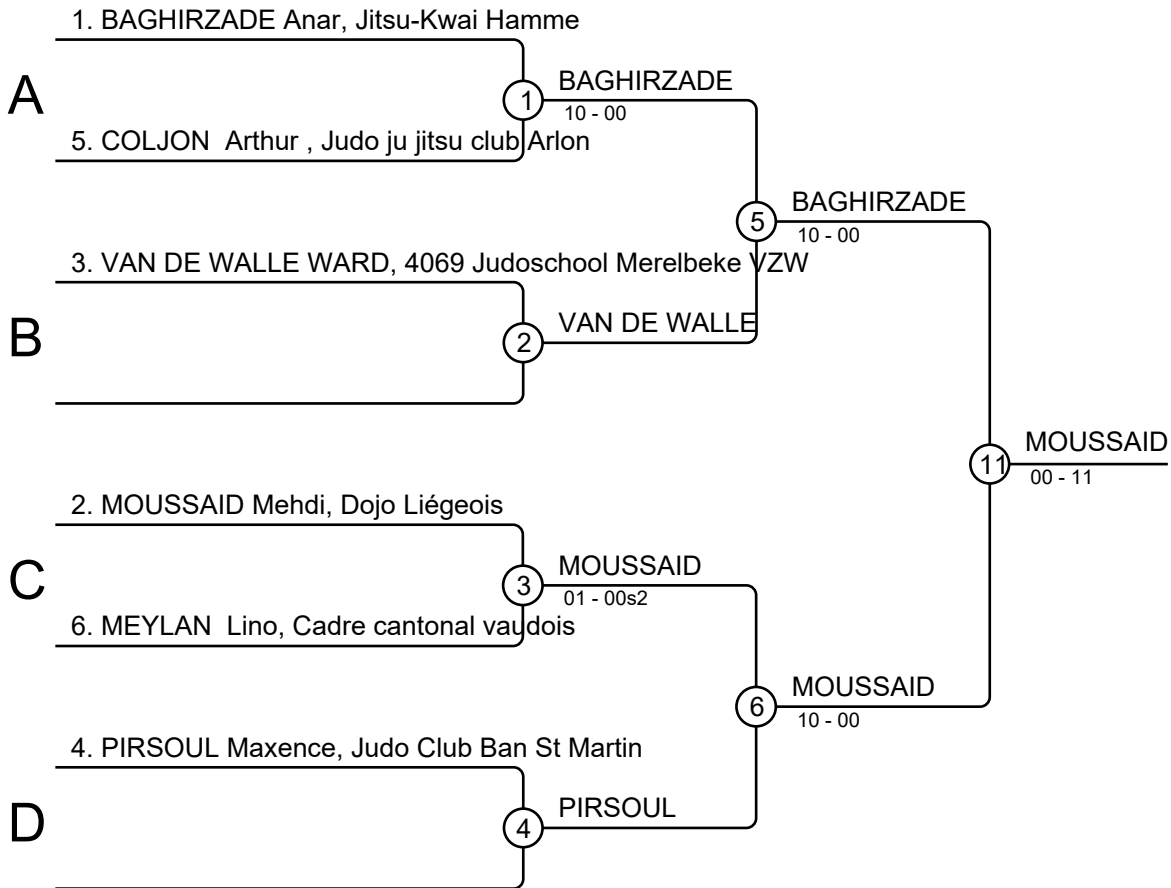 1. BAGHIRZADE Anar, Jitsu-Kwai Hamme
A
1
BAGHIRZADE
10 - 00
5. COLJON  Arthur , Judo ju jitsu club Arlon
5
BAGHIRZADE
10 - 00
3. VAN DE WALLE WARD, 4069 Judoschool Merelbeke VZW
B
2
VAN DE WALLE
11
MOUSSAID
00 - 11
2. MOUSSAID Mehdi, Dojo Liégeois
C
3
MOUSSAID
01 - 00s2
6. MEYLAN  Lino, Cadre cantonal vaudois
6
MOUSSAID
10 - 00
4. PIRSOUL Maxence, Judo Club Ban St Martin
D
4
PIRSOUL